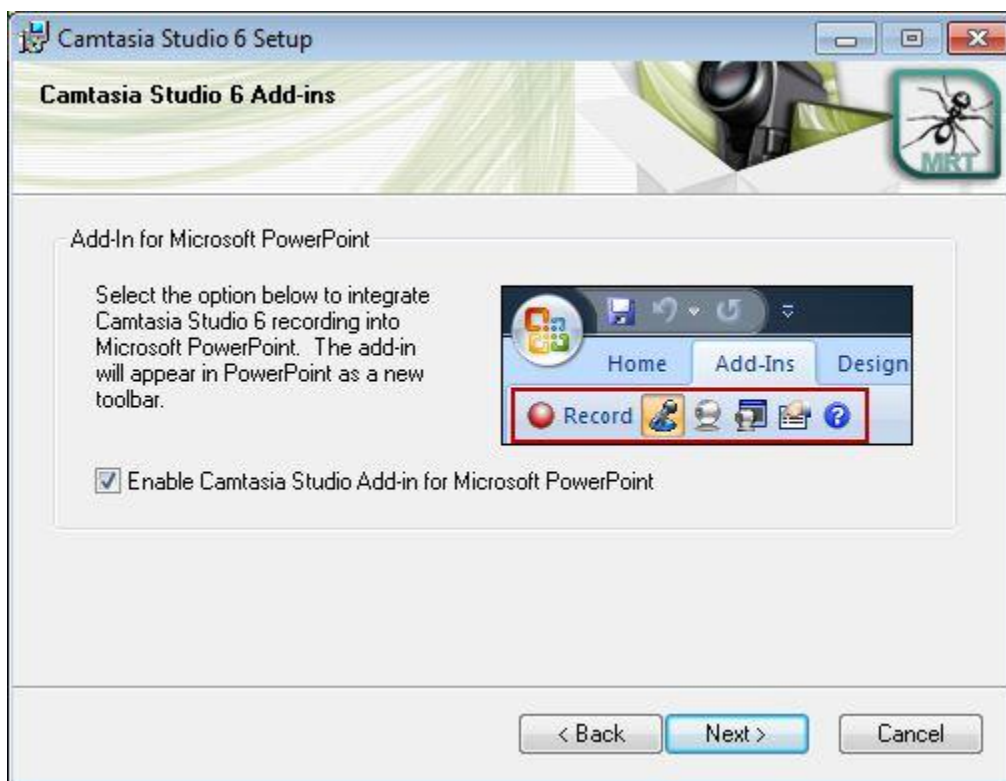 Camtasia Studio 6 Setup
Camtasia Studio 6 Add-ins
MRT
Add-In for Microsoft PowerPoint
Select the option below to integrate
Camtasia Studio 6 recording into
Microsoft PowerPoint. The add-in
will appear in PowerPoint as a new
toolbar.
Home Add-Ins Design
Record
Enable Camtasia Studio Add-in for Microsoft PowerPoint
< Back Next > Cancel